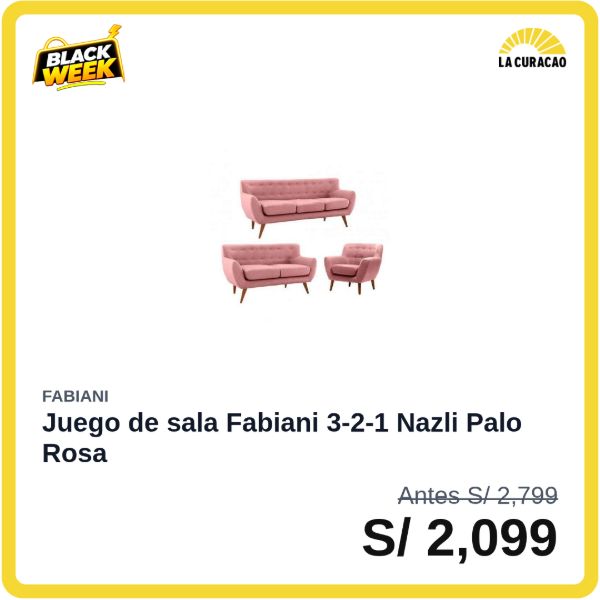 BLACK
WEEK
LA CURACAO
FABIANI
Juego de sala Fabiani 3-2-1 Nazli Palo
Rosa
Antes S/ 2,799
S/ 2,099